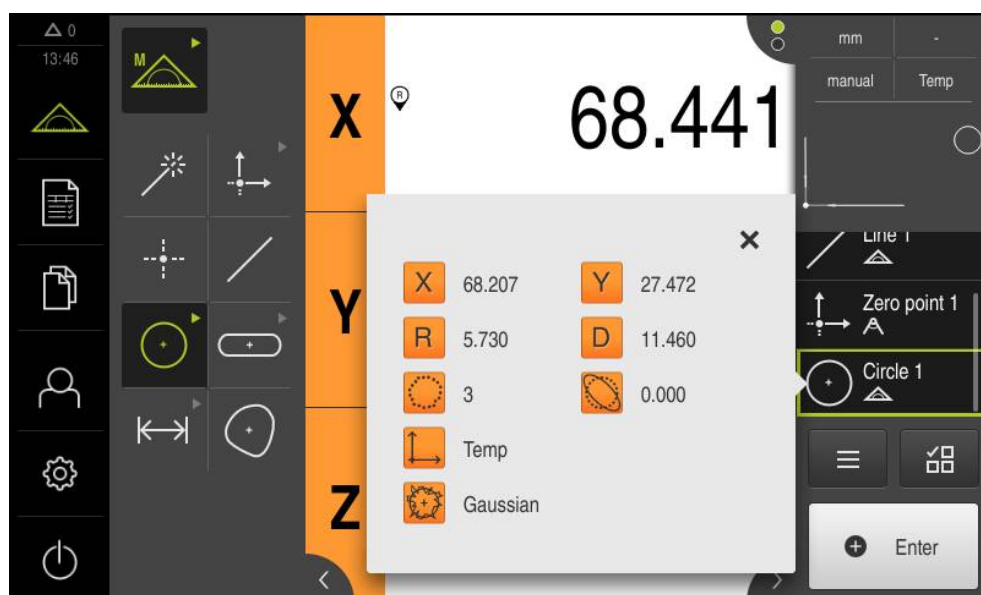 0
13:46
M
X
R
68.441
Y
Z
X 68.207 Y 27.472
R 5.730 D 11.460
3 0.000
Temp
Gaussian
mm -
manual Temp
Line 1
Zero point 1
Circle 1
Enter